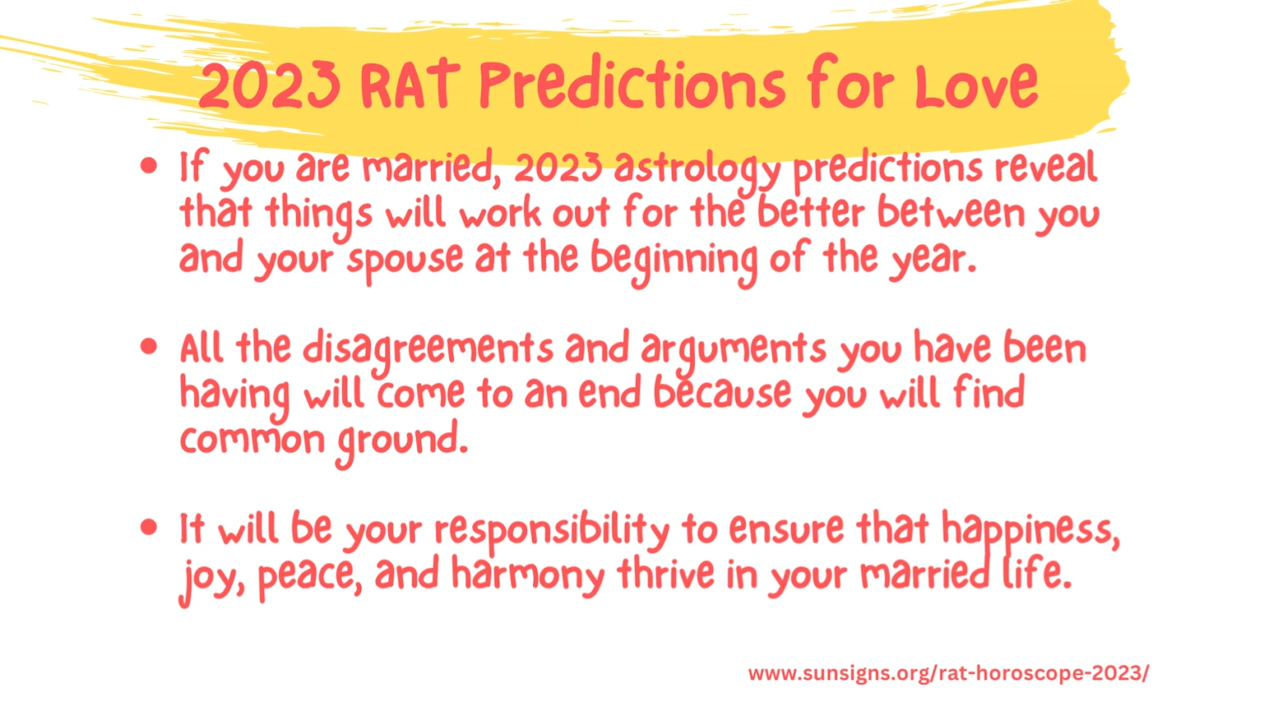 2023 RAT Predictions for Love
• If you are married, 2023 astrology predictions reveal
that things will work out for the better between you
and your spouse at the beginning of the year.
• All the disagreements and arguments you have been
having will come to an end because you will find
common ground.
• It will be your responsibility to ensure that happiness,
joy, peace, and harmony thrive in your married life.
www.sunsigns.org/rat-horoscope-2023/